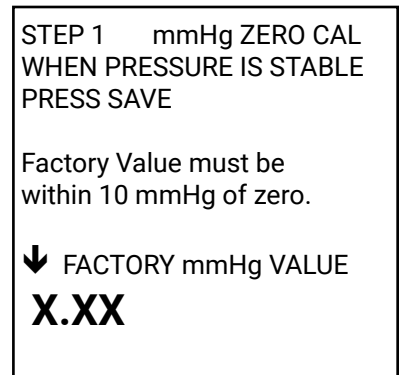 STEP 1 mmHg ZERO CAL
WHEN PRESSURE IS STABLE
PRESS SAVE
Factory Value must be
within 10 mmHg of zero.
🡻 FACTORY mmHg VALUE
X.XX